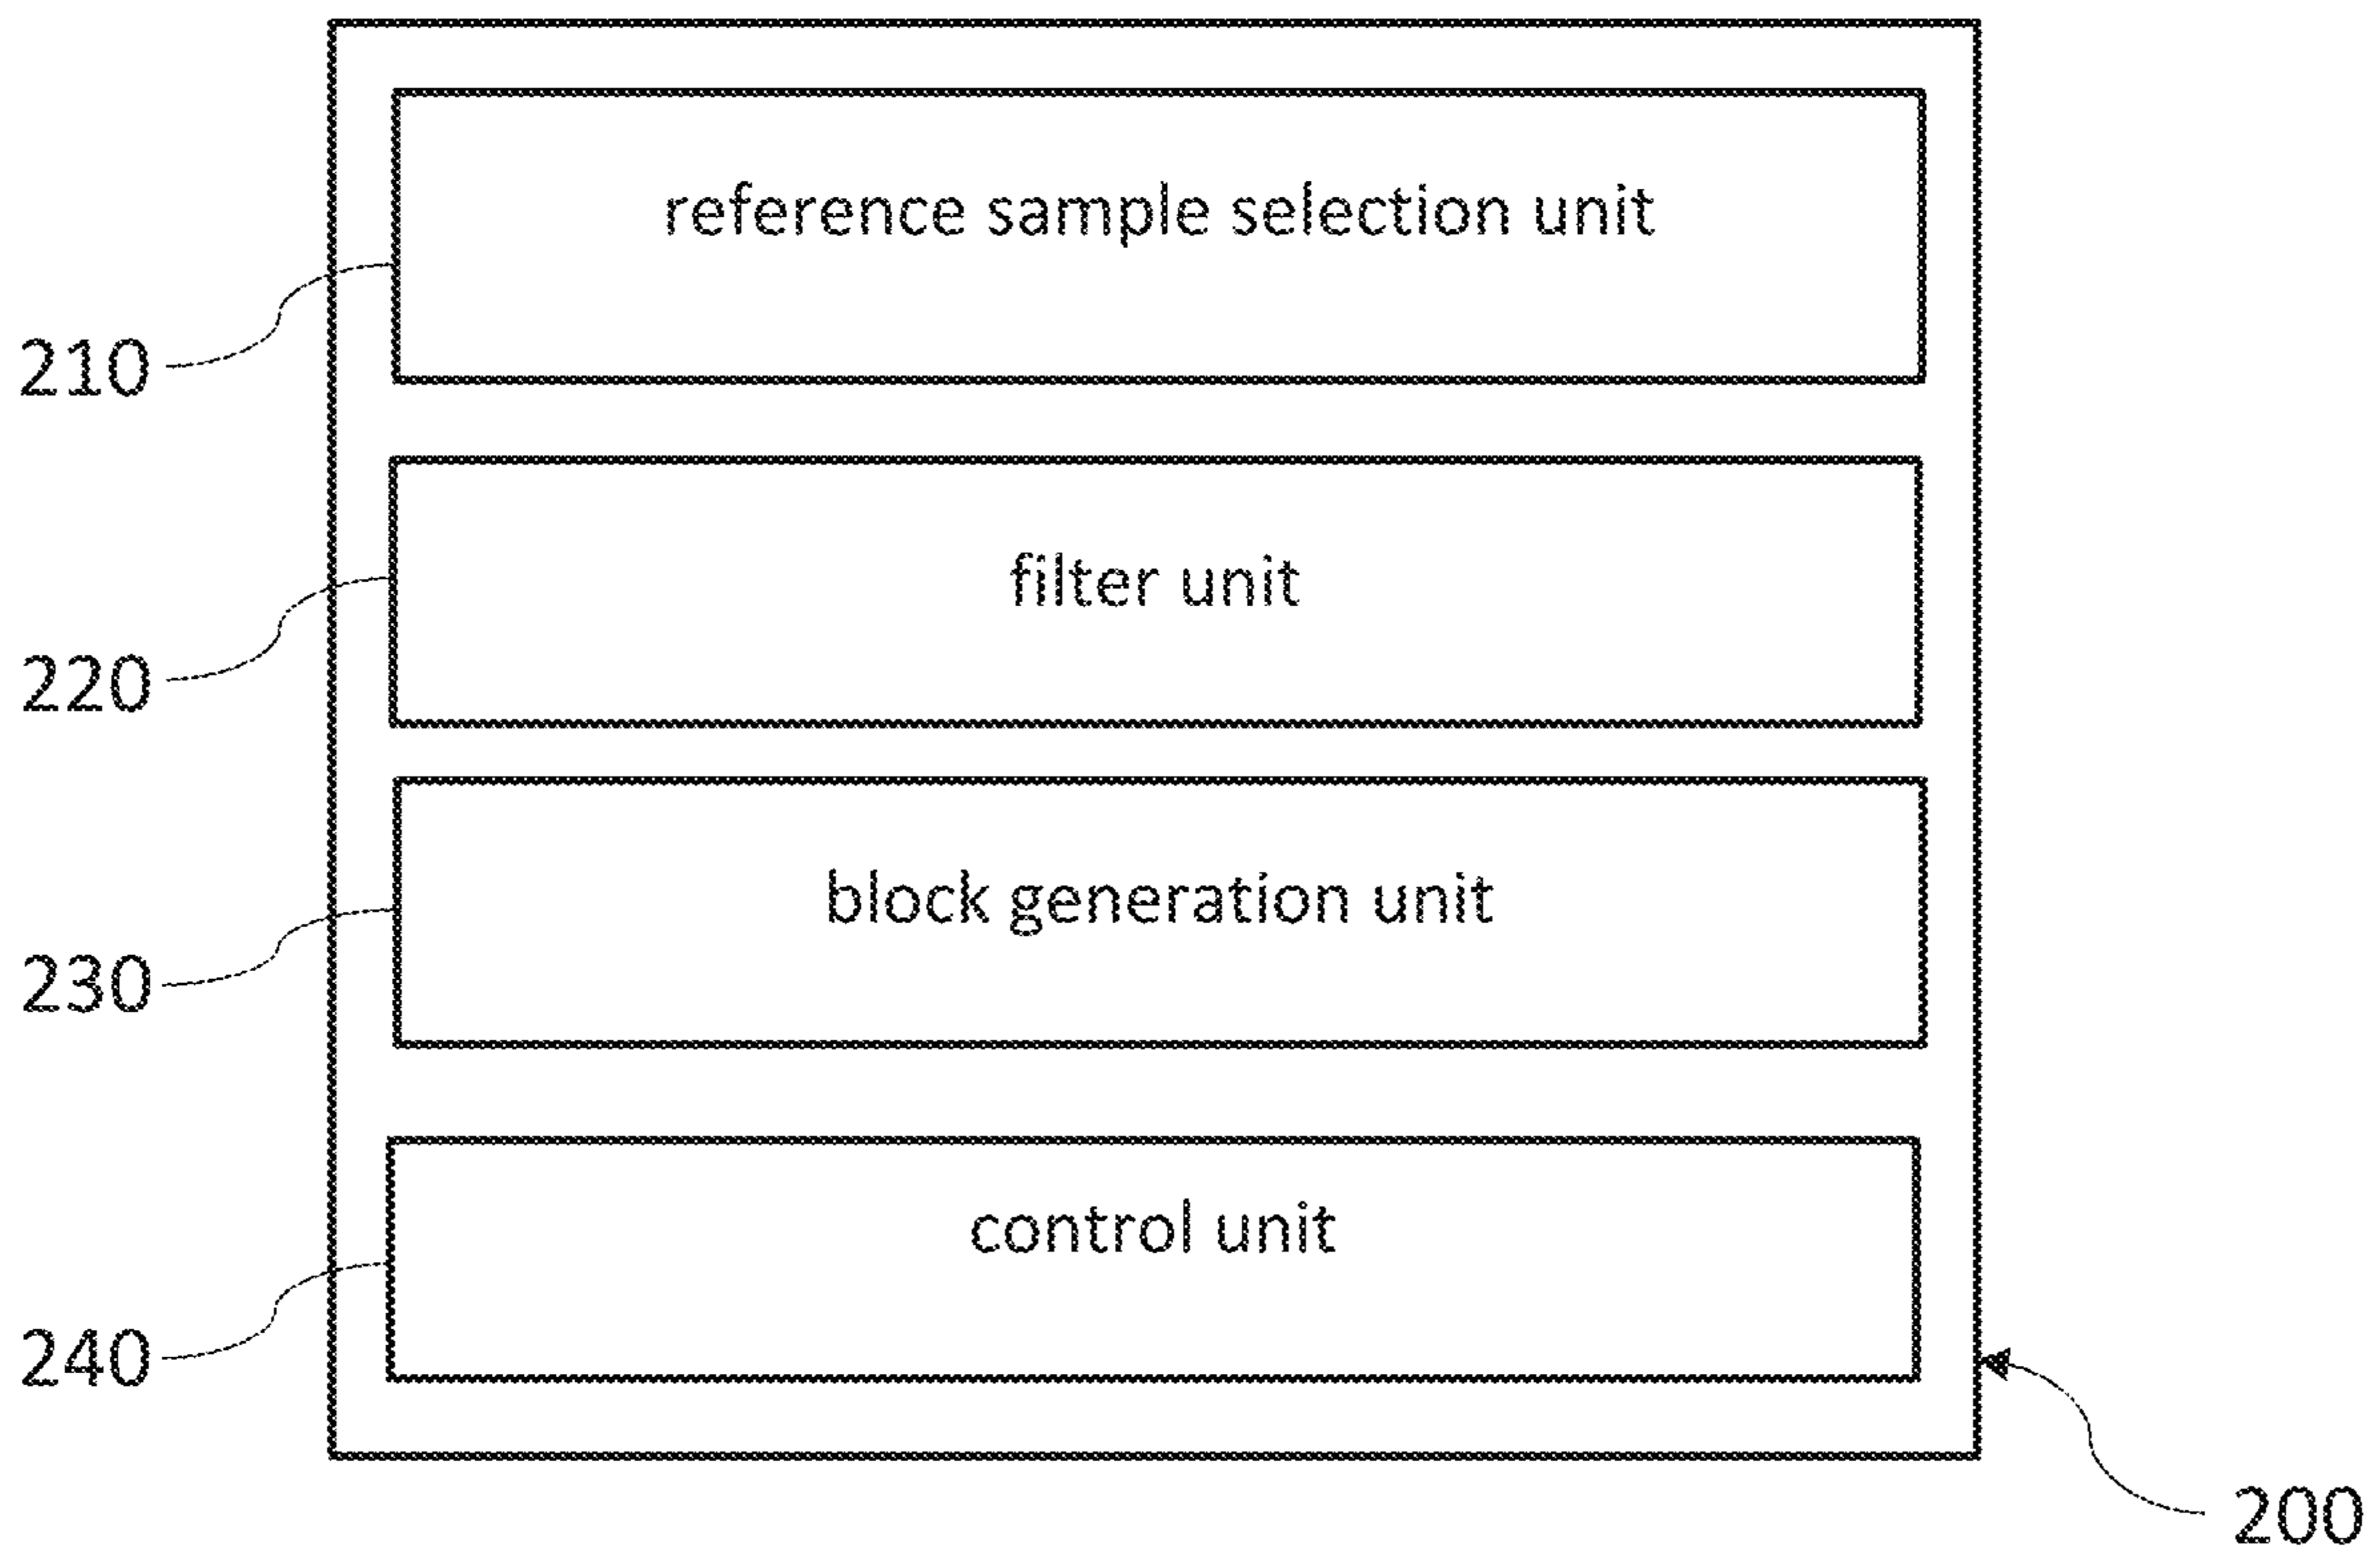 reference sample selection unit
210
filter unit
220
block generation unit
230
control unit
240
200